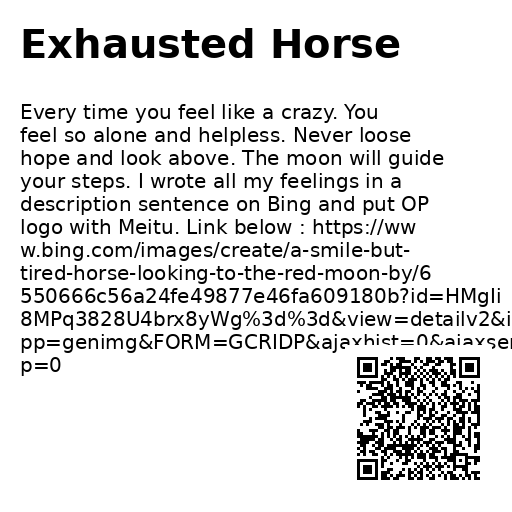 Exhausted Horse
Every time you feel like a crazy. You
feel so alone and helpless. Never loose
hope and look above. The moon will guide
your steps. I wrote all my feelings in a
description sentence on Bing and put OP
logo with Meitu. Link below : https://ww
w.bing.com/images/create/a-smile-but-
tired-horse-looking-to-the-red-moon-by/6
550666c56a24fe49877e46fa609180b?id=HMgIi
8MPq3828U4brx8yWg%3d%3d&view=detailv2&i
pp=genimg&FORM=GCRIDP&ajaxhist=0&ajaxser
p=0